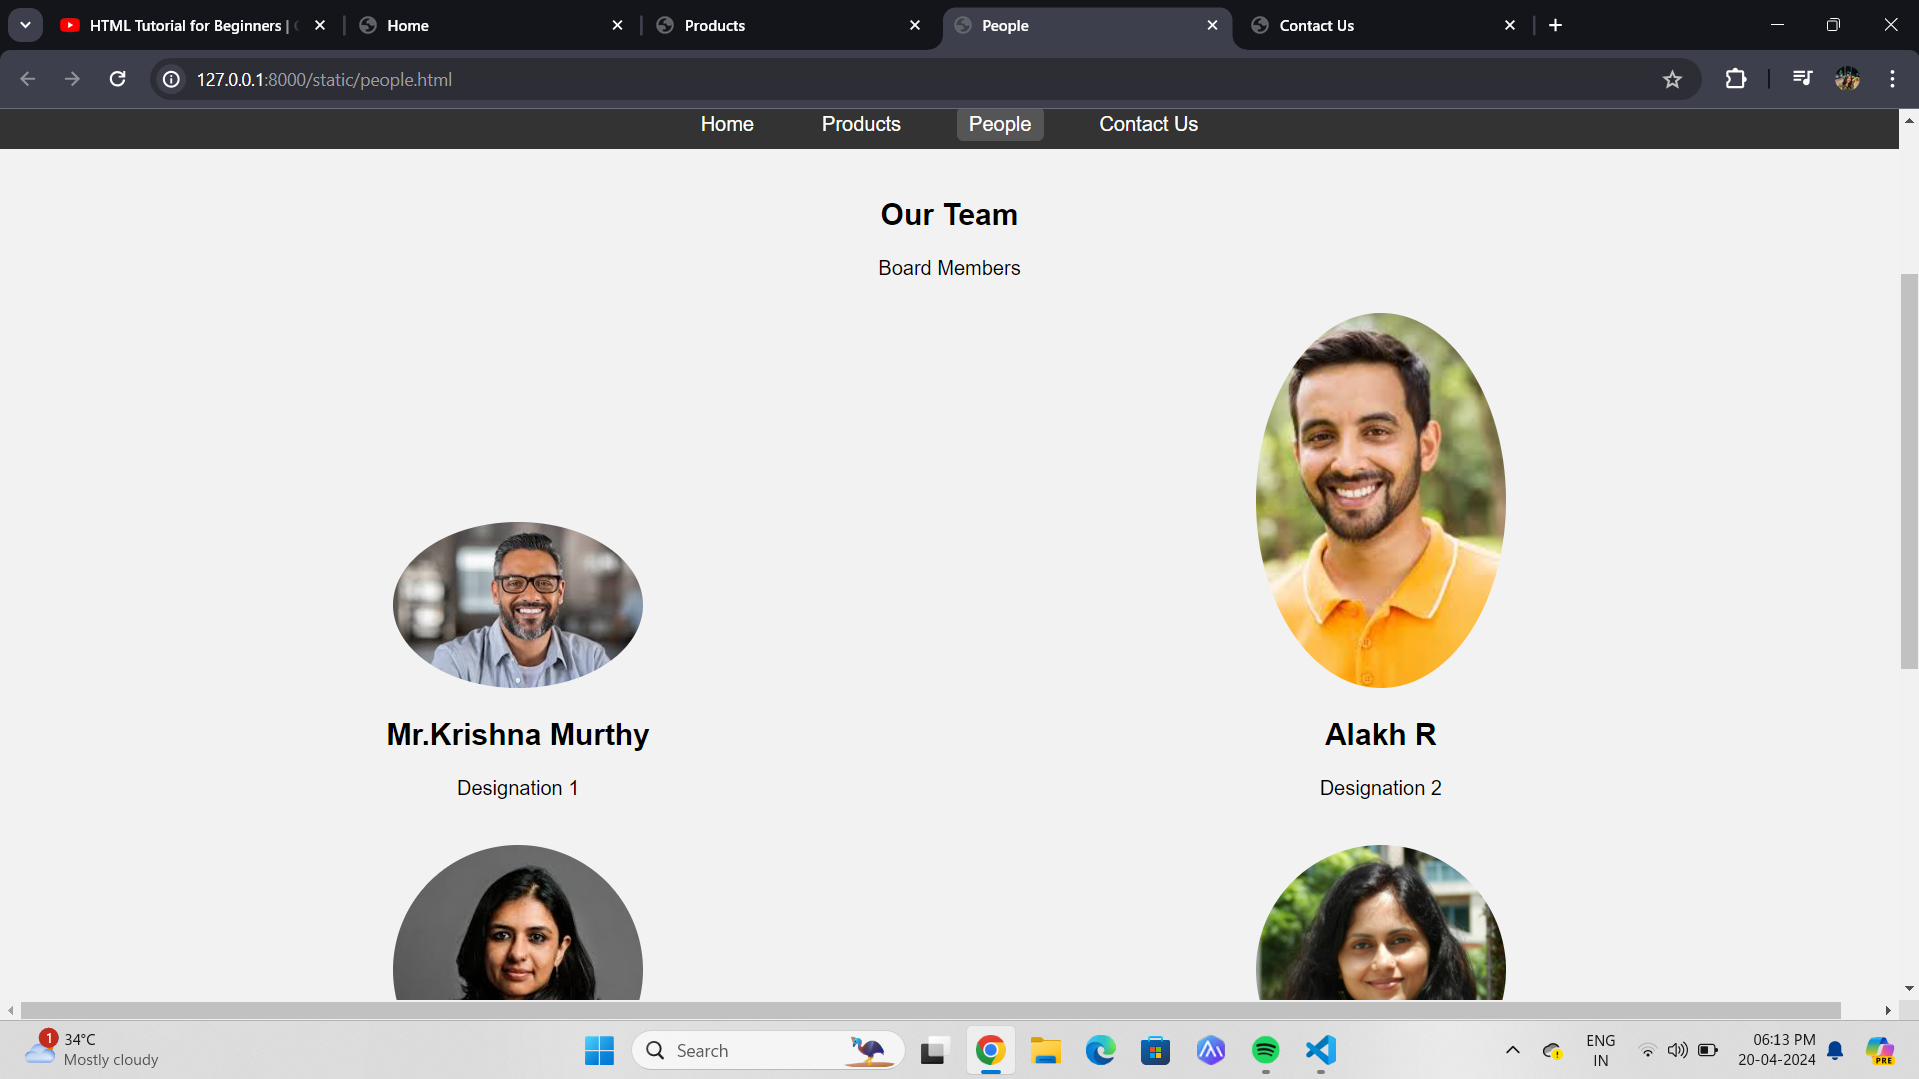 HTML Tutorial for Beginners |
Home
Products
People
Contact Us
127.0.0.1:8000/static/people.html
Home
Products
People
Contact Us
Our Team
Board Members
Mr.Krishna Murthy
Alakh R
Designation 1
Designation 2
1
34°C
Mostly cloudy
Search
ENG
IN
06:13 PM
20-04-2024
PRE